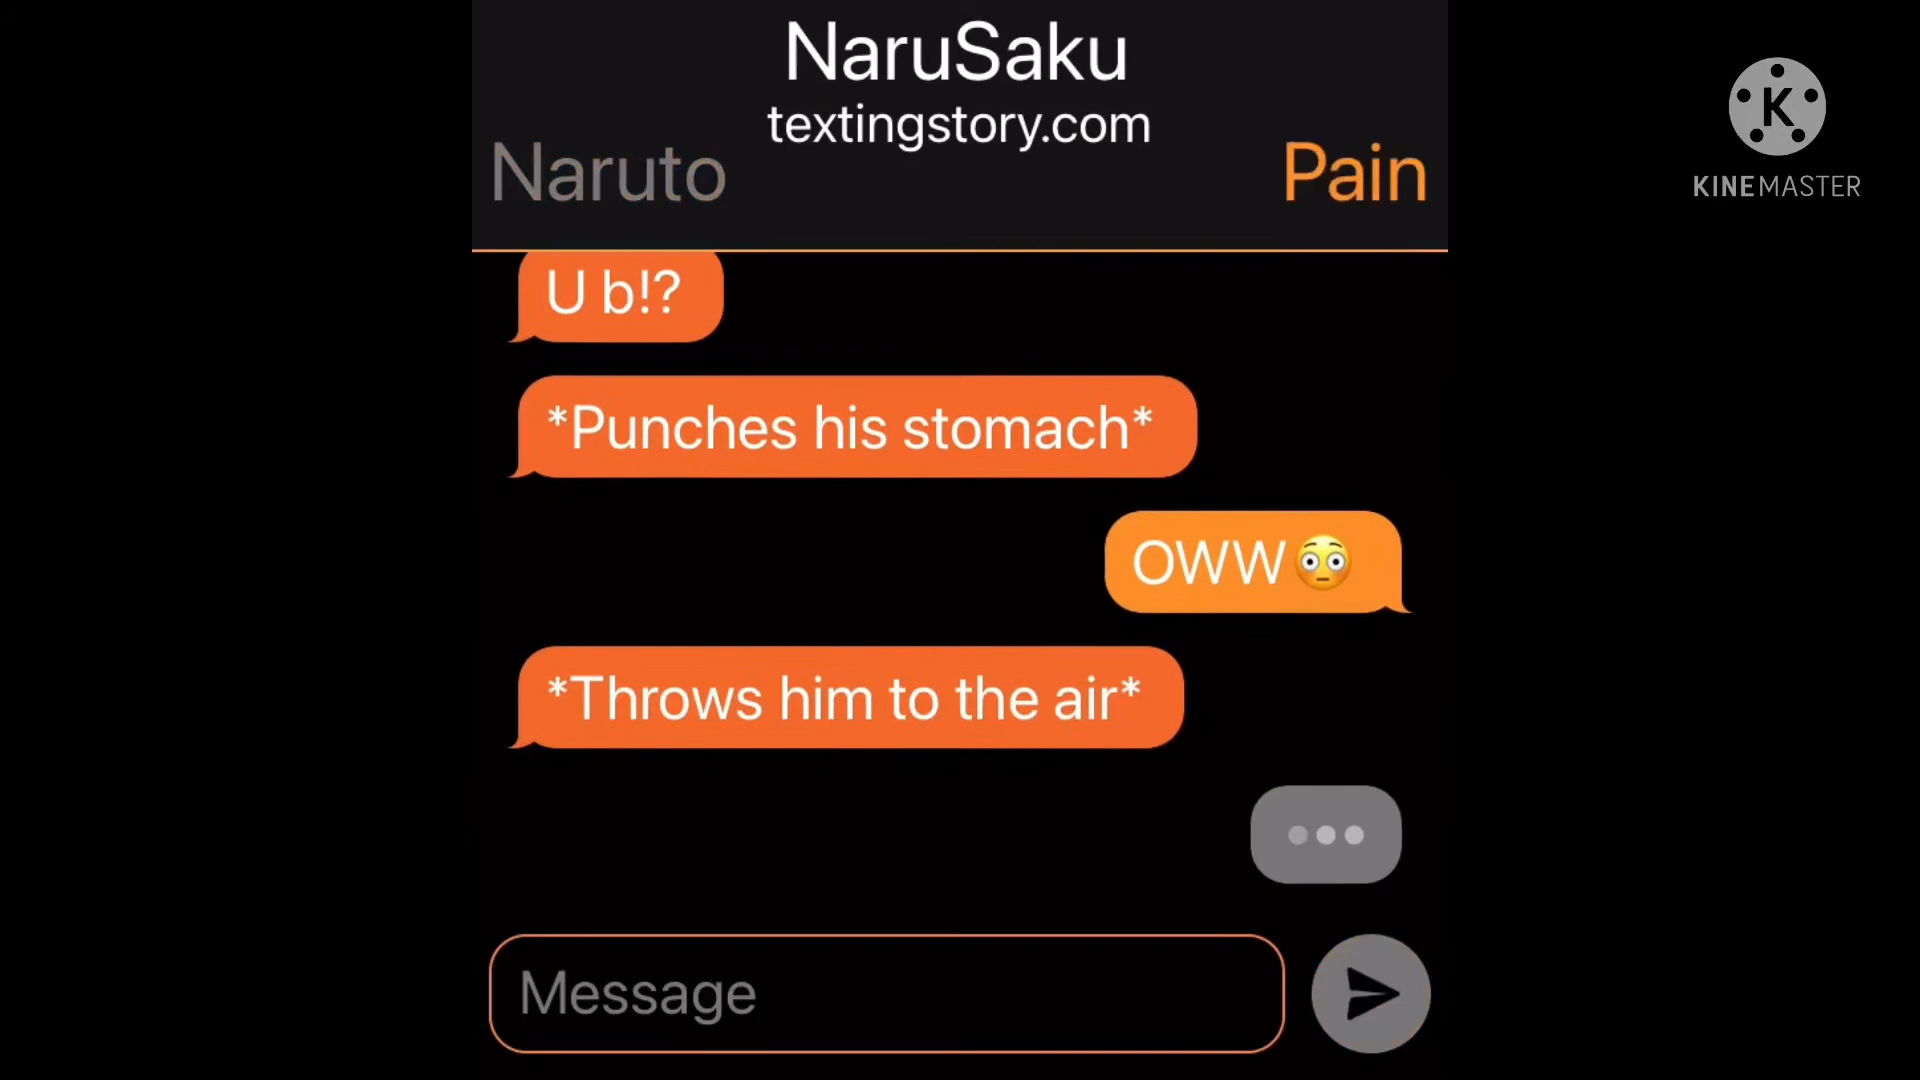 NaruSaku
textingstory.com
Naruto
Pain
U b!?
*Punches his stomach*
OWW😳
*Throws him to the air*
Message
K
KINEMASTER